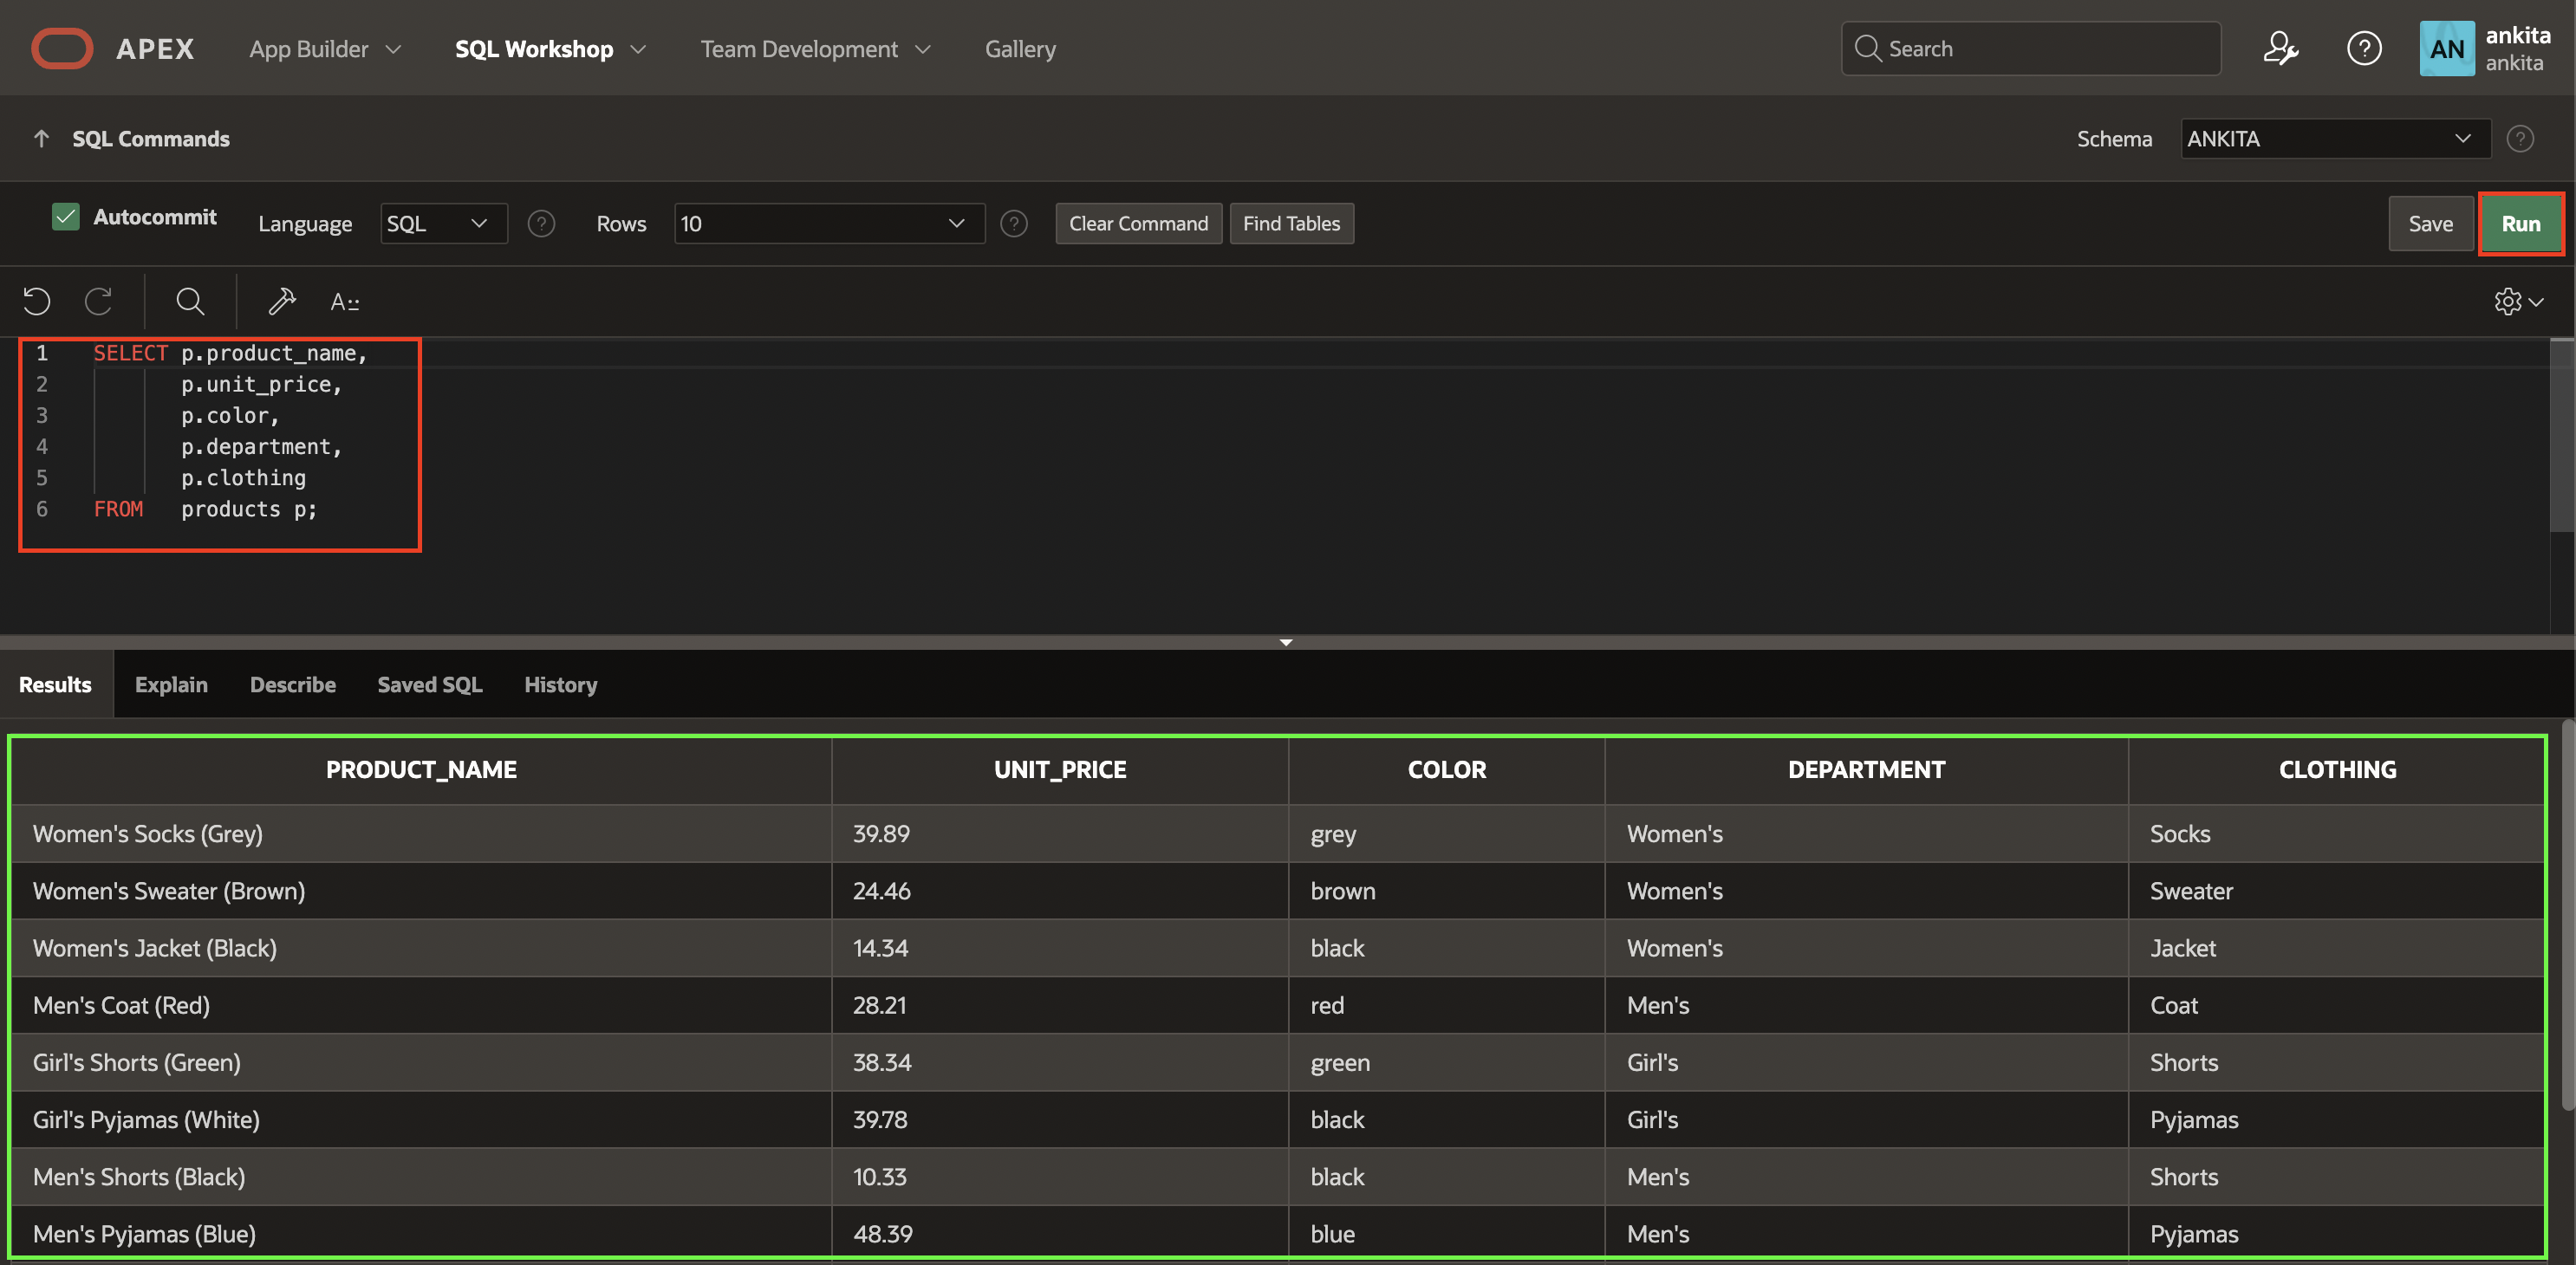 APEX App Builder SQL Workshop Team Development Gallery Search ? AN ankita
ankita
SQL Commands Schema ANKITA ?
Autocommit Language SQL ? Rows 10 ? Clear Command Find Tables Save Run
A::
1 SELECT p.product_name,
2 p.unit_price,
3 p.color,
4 p.department,
5 p.clothing
6 FROM products p;
Results Explain Describe Saved SQL History
PRODUCT_NAME UNIT_PRICE COLOR DEPARTMENT CLOTHING
Women's Socks (Grey) 39.89 grey Women's Socks
Women's Sweater (Brown) 24.46 brown Women's Sweater
Women's Jacket (Black) 14.34 black Women's Jacket
Men's Coat (Red) 28.21 red Men's Coat
Girl's Shorts (Green) 38.34 green Girl's Shorts
Girl's Pyjamas (White) 39.78 black Girl's Pyjamas
Men's Shorts (Black) 10.33 black Men's Shorts
Men's Pyjamas (Blue) 48.39 blue Men's Pyjamas